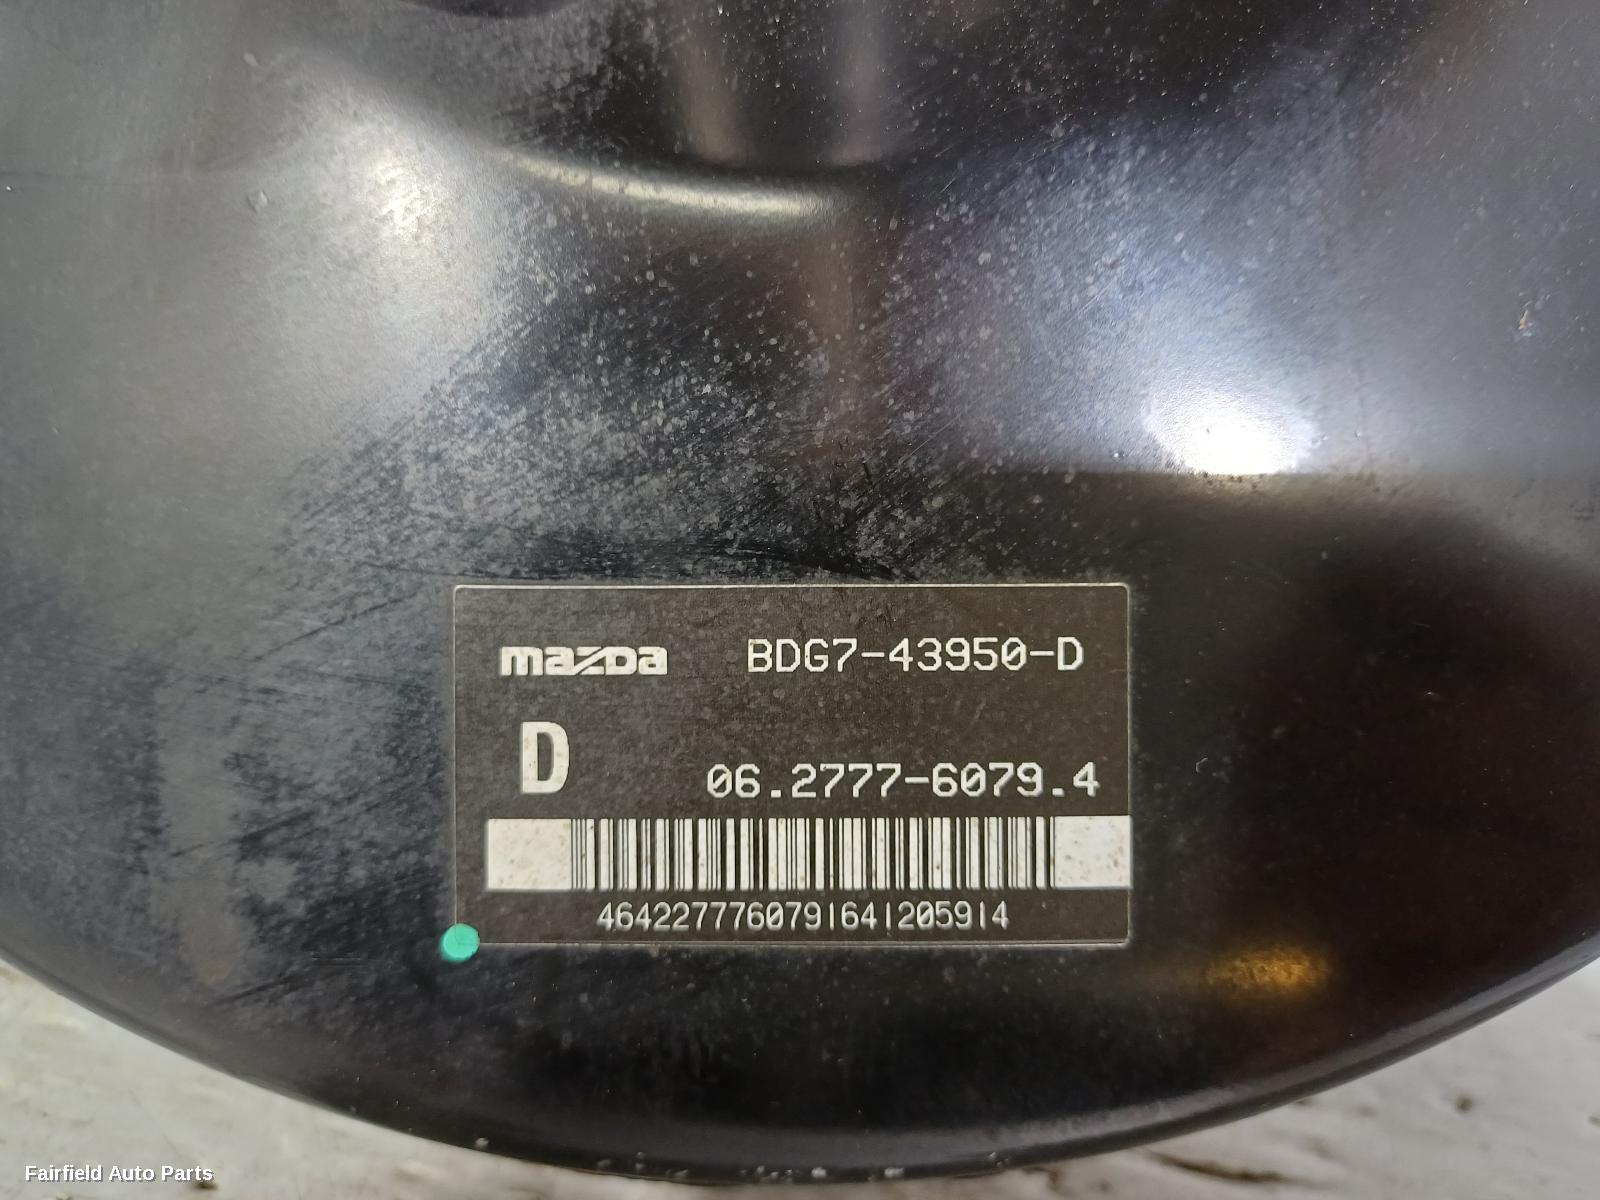 mazda BDG7-43950-D
D 06.2777-6079.4
4642277760791641205914
Fairfield Auto Parts